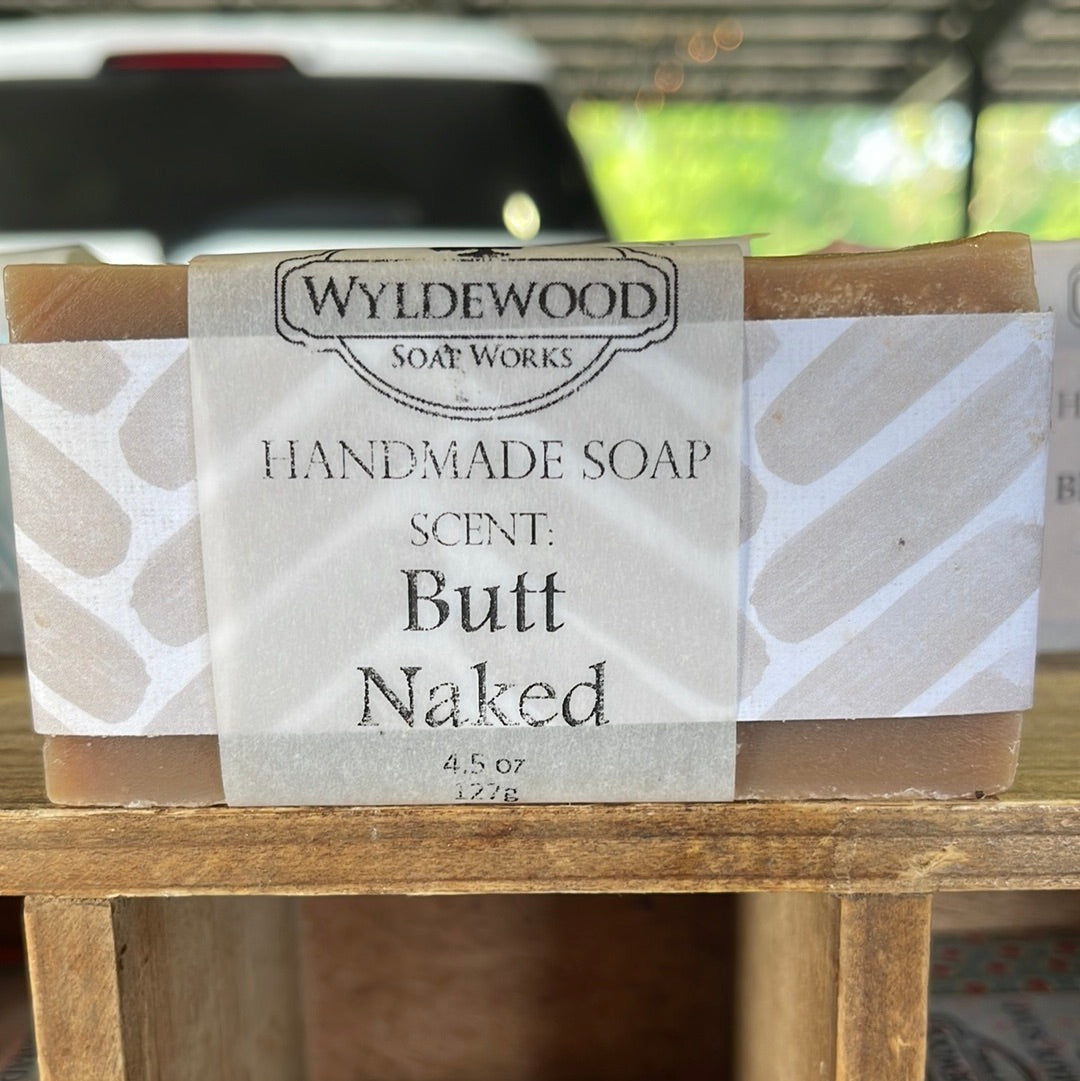 WYLDEWOOD
SOAP WORKS
HANDMADE SOAP
SCENT:
Butt
Naked
4.5 oz
127g